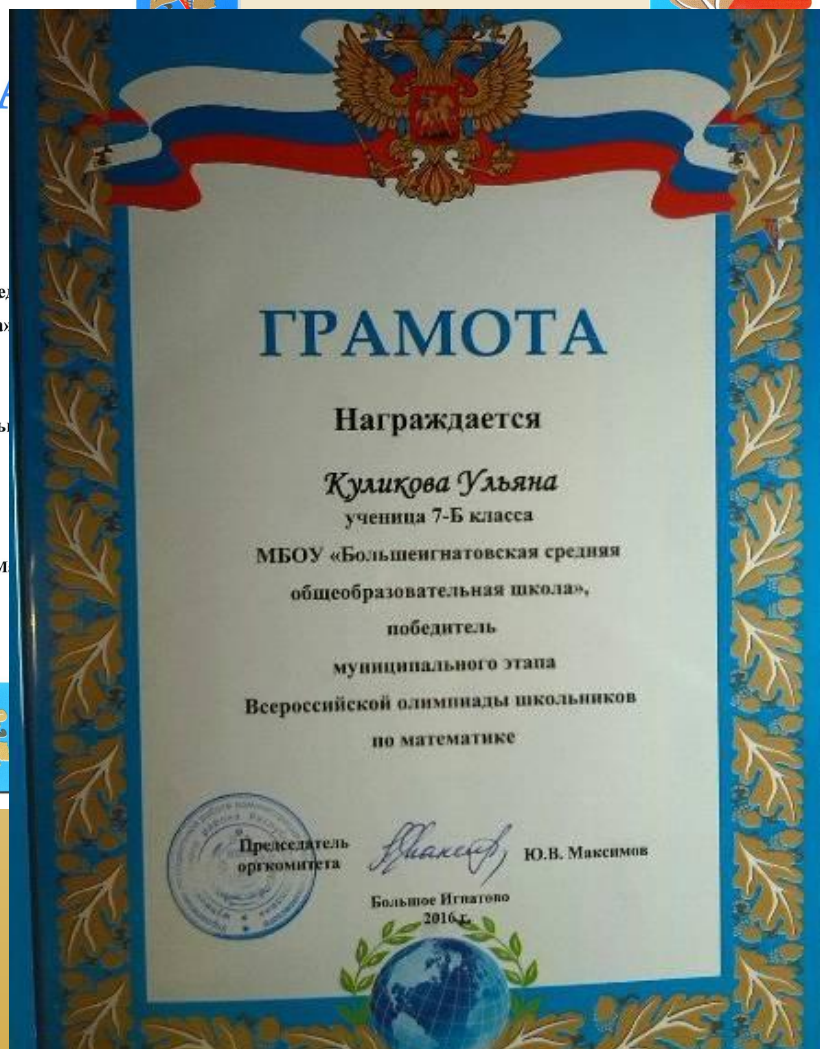 ГРАМОТА
Награждается
Куликова Ульяна
ученица 7-Б класса
МБОУ «Большеигнатовская средняя
общеобразовательная школа»,
победитель
муниципального этапа
Всероссийской олимпиады школьников
по математике
Председатель
оргкомитета
Ю.В. Максимов
Большое Игнатово
2016 г.